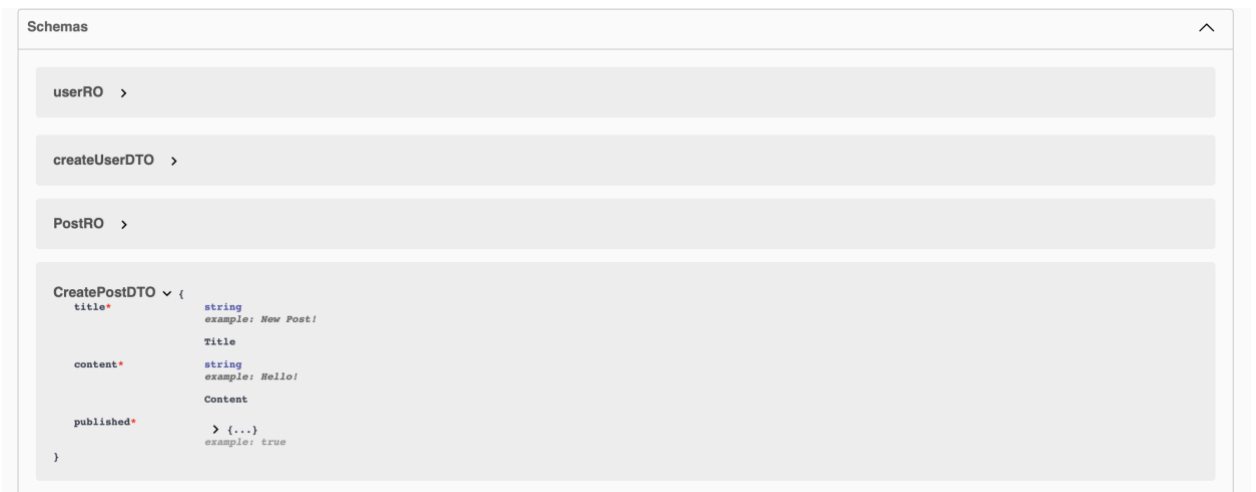 Schemas
userRO
createUserDTO
PostRO
CreatePostDTO {
title* string
example: New Post!
Title
content* string
example: Hello!
Content
published* {...}
example: true
}